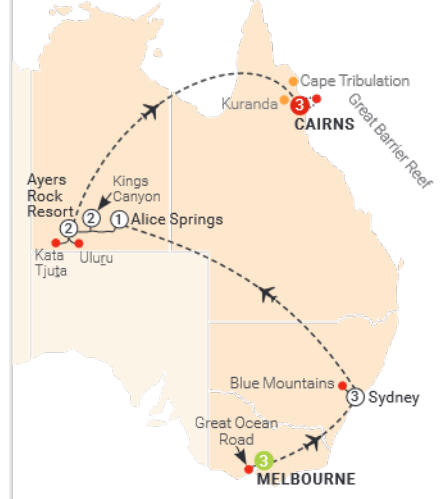 Cape Tribulation
Kuranda
3
CAIRNS
Great Barrier Reef
Ayers
Rock
Resort
Kings
Canyon
2
2
1
Alice Springs
Kata
Tjuṯa
Uluṟu
Blue Mountains
3
Sydney
Great Ocean
Road
3
MELBOURNE